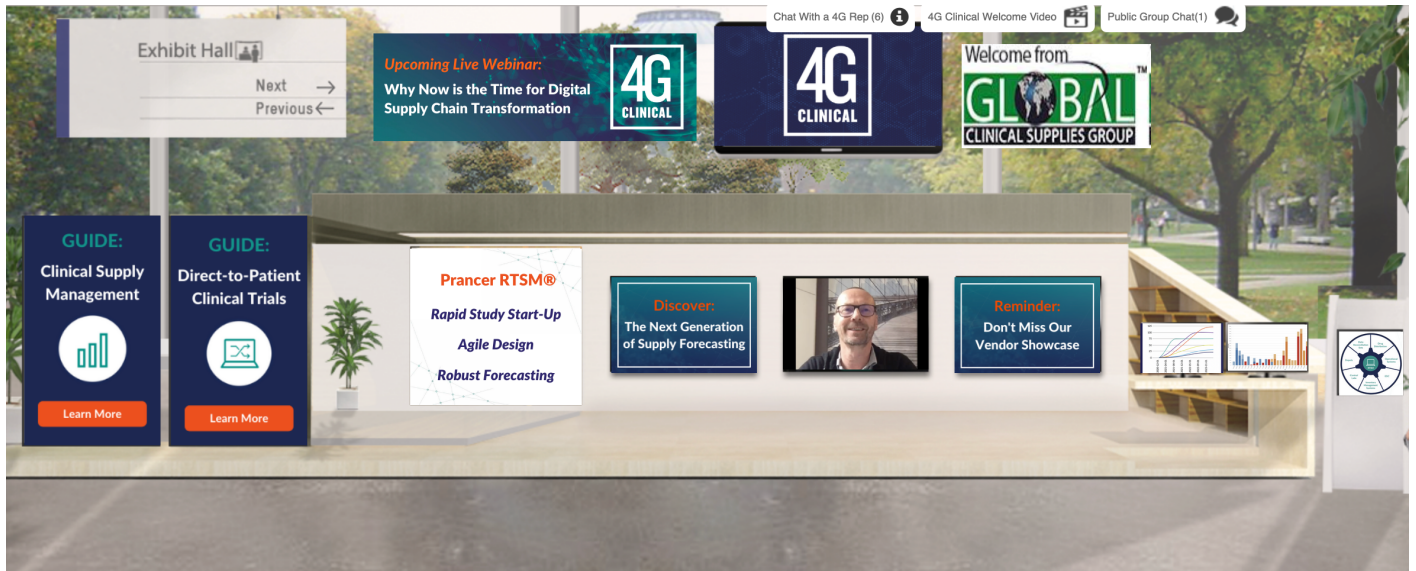 Chat With a 4G Rep (6)
4G Clinical Welcome Video
Public Group Chat(1)
Exhibit Hall
Next →
Previous ←
Upcoming Live Webinar:
Why Now is the Time for Digital
Supply Chain Transformation
4G
CLINICAL
4G
CLINICAL
Welcome from
GLOBAL™
CLINICAL SUPPLIES GROUP
GUIDE:
Clinical Supply
Management
Learn More
GUIDE:
Direct-to-Patient
Clinical Trials
Learn More
Prancer RTSM®
Rapid Study Start-Up
Agile Design
Robust Forecasting
Discover:
The Next Generation
of Supply Forecasting
Reminder:
Don't Miss Our
Vendor Showcase